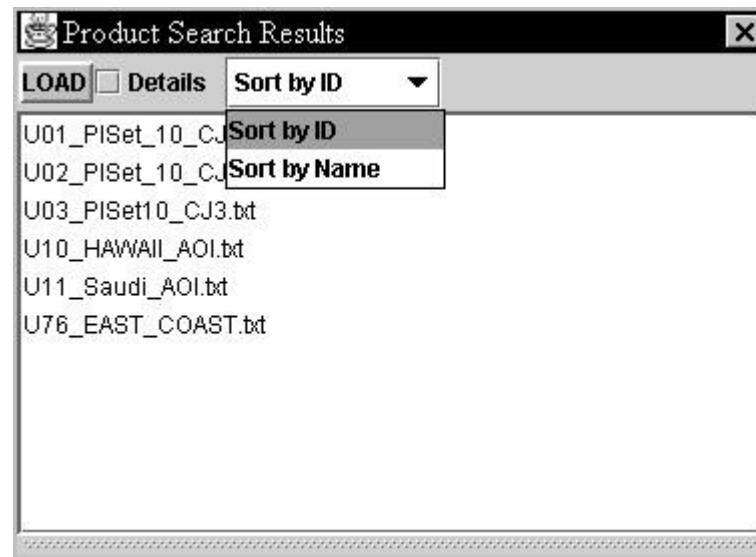 Product Search Results
LOAD Details Sort by ID
Sort by ID
Sort by Name
U01_PISet_10_CJ
U02_PISet_10_CJ
U03_PISet10_CJ3.txt
U10_HAWAII_AOI.txt
U11_Saudi_AOI.txt
U76_EAST_COAST.txt